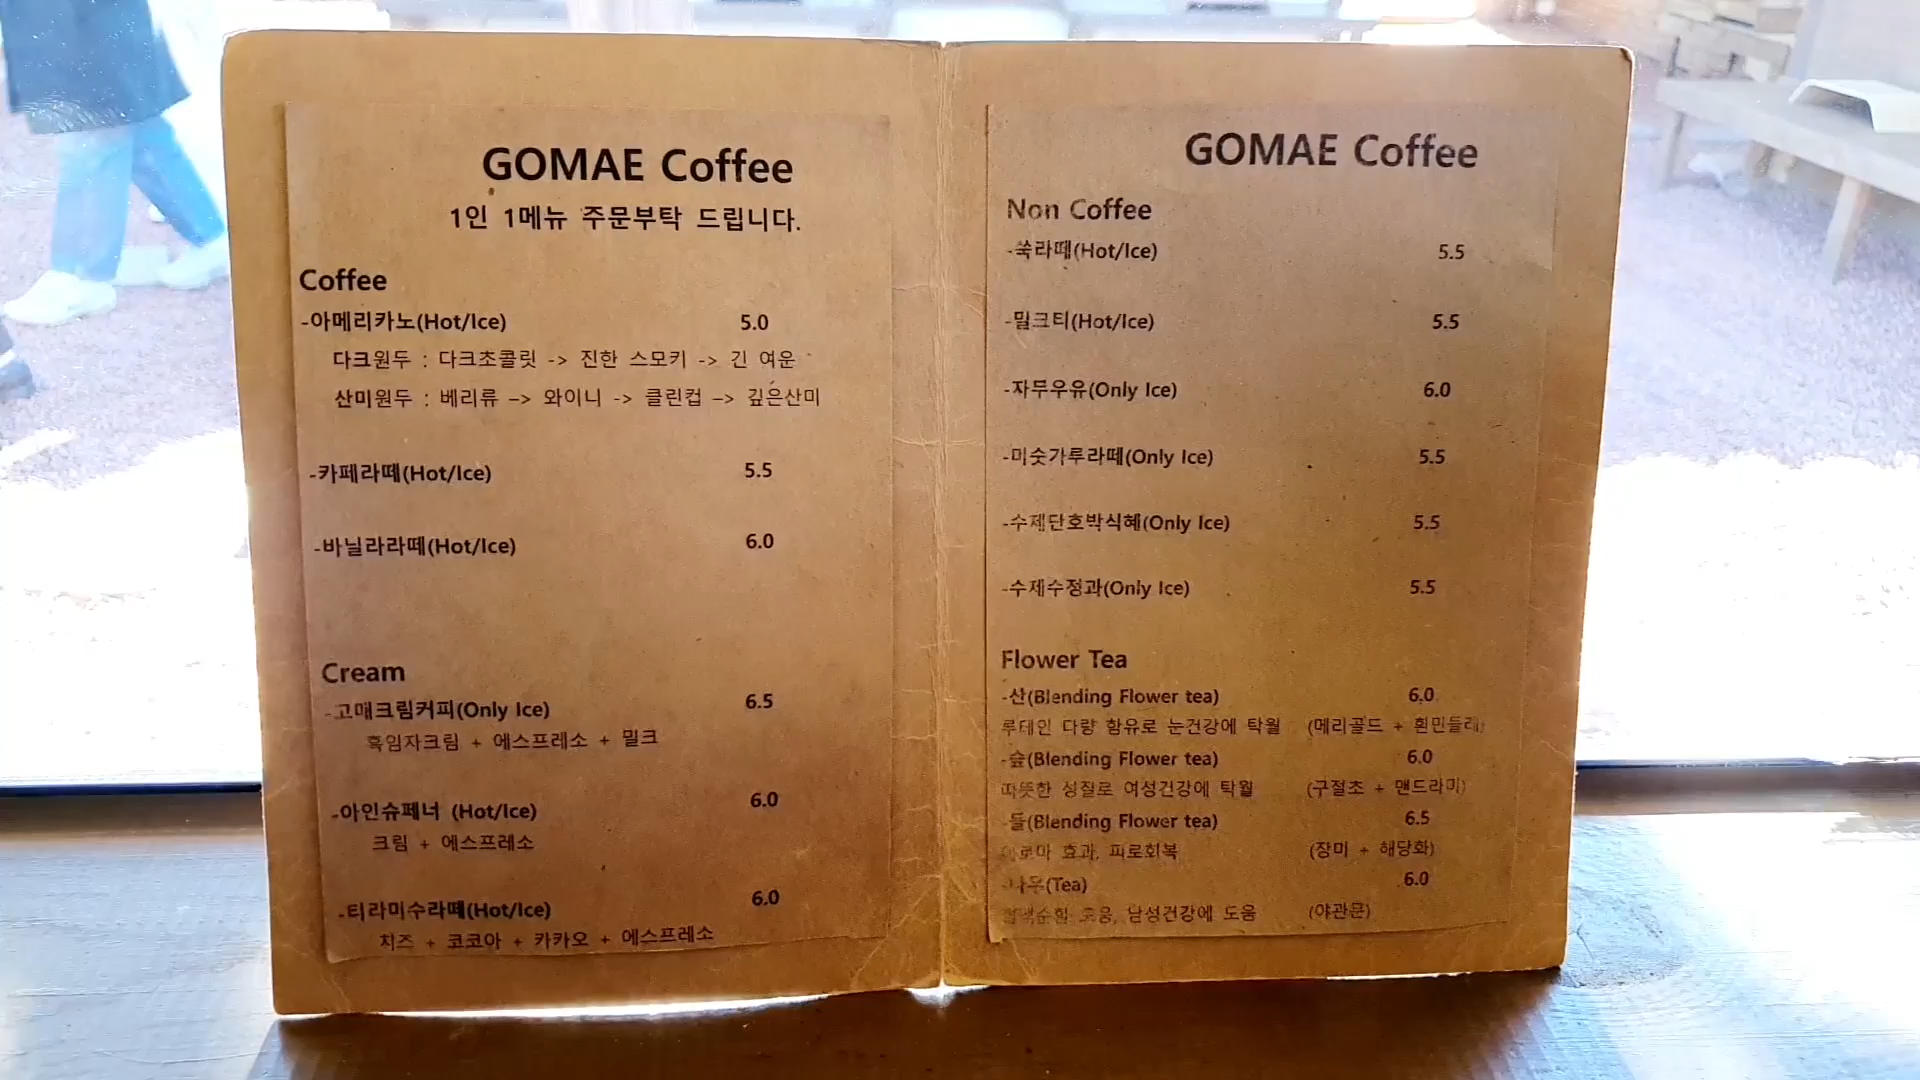 GOMAE Coffee
1인 1메뉴 주문부탁 드립니다.
Coffee
-아메리카노(Hot/Ice) 5.0
다크원두 : 다크초콜릿 -> 진한 스모키 -> 긴 여운
산미원두 : 베리류 –> 와이니 -> 클린컵 –> 깊은산미
-카페라떼(Hot/Ice) 5.5
-바닐라라떼(Hot/Ice) 6.0
Cream
-고매크림커피(Only Ice) 6.5
흑임자크림 + 에스프레소 + 밀크
-아인슈페너 (Hot/Ice) 6.0
크림 + 에스프레소
-티라미수라떼(Hot/Ice) 6.0
치즈 + 코코아 + 카카오 + 에스프레소
GOMAE Coffee
Non Coffee
-쑥라떼(Hot/Ice) 5.5
-밀크티(Hot/Ice) 5.5
-자두우유(Only Ice) 6.0
-미숫가루라떼(Only Ice) 5.5
-수제단호박식혜(Only Ice) 5.5
-수제수정과(Only Ice) 5.5
Flower Tea
-산(Blending Flower tea) 6.0
루테인 다량 함유로 눈건강에 탁월 (메리골드 + 흰민들레)
-숲(Blending Flower tea) 6.0
따뜻한 성질로 여성건강에 탁월 (구절초 + 맨드라미)
-들(Blending Flower tea) 6.5
아로마 효과, 피로회복 (장미 + 해당화)
-나무(Tea) 6.0
도움, 남성건강에 도움 (야관문)